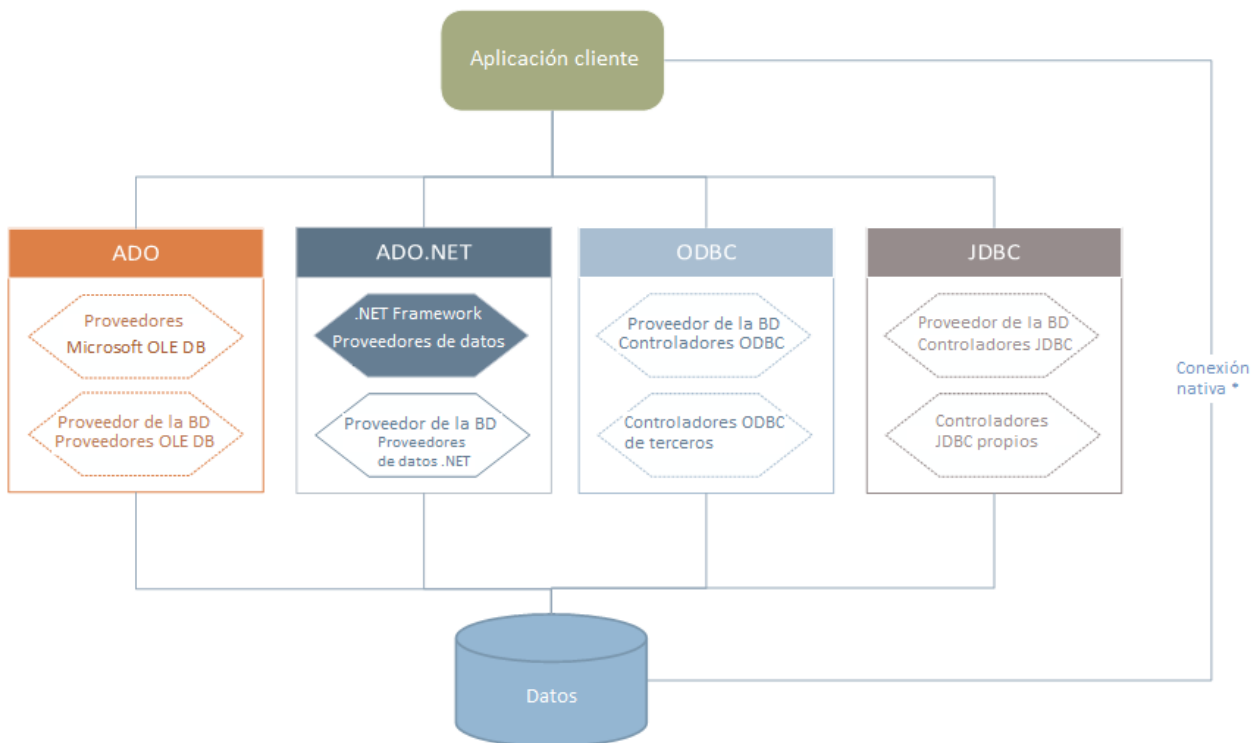 Aplicación cliente
ADO
Proveedores
Microsoft OLE DB
Proveedor de la BD
Proveedores OLE DB
ADO.NET
.NET Framework
Proveedores de datos
Proveedor de la BD
Proveedores
de datos .NET
ODBC
Proveedor de la BD
Controladores ODBC
Controladores ODBC
de terceros
JDBC
Proveedor de la BD
Controladores JDBC
Controladores
JDBC propios
Conexión
nativa *
Datos